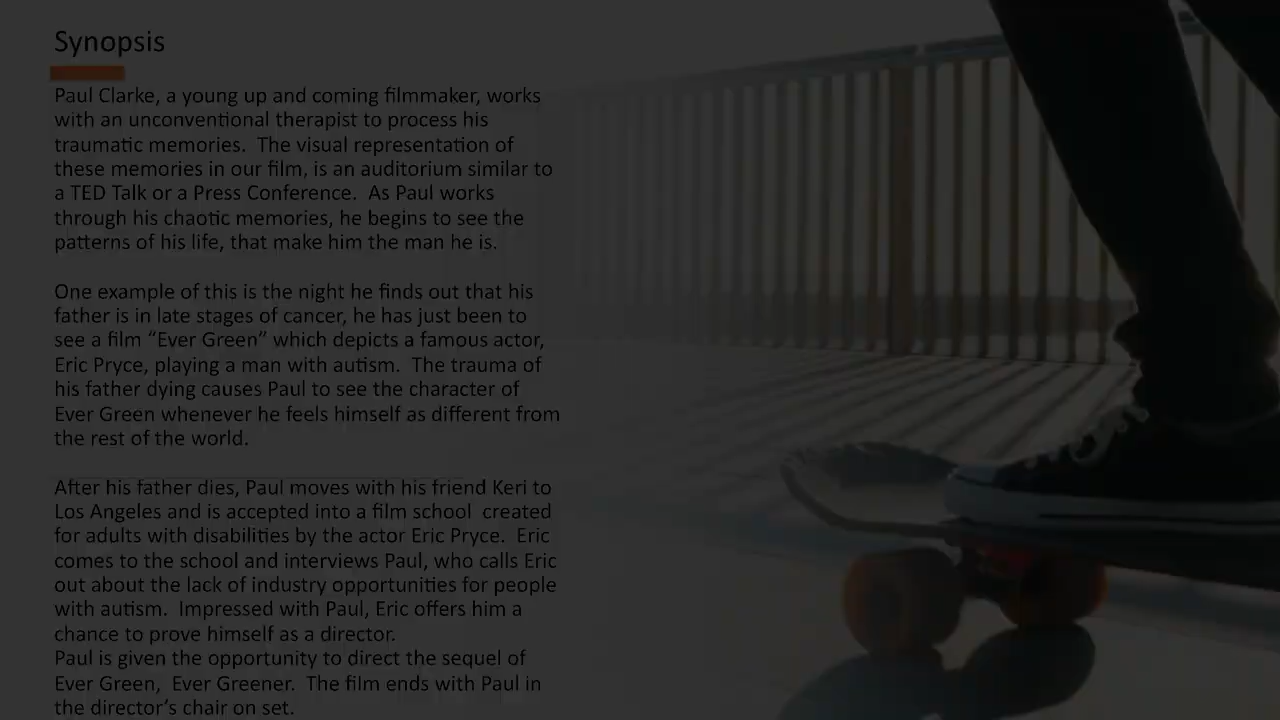 Synopsis
Paul Clarke, a young up and coming filmmaker, works
with an unconventional therapist to process his
traumatic memories.  The visual representation of
these memories in our film, is an auditorium similar to
a TED Talk or a Press Conference.  As Paul works
through his chaotic memories, he begins to see the
patterns of his life, that make him the man he is.
One example of this is the night he finds out that his
father is in late stages of cancer, he has just been to
see a film “Ever Green” which depicts a famous actor,
Eric Pryce, playing a man with autism.  The trauma of
his father dying causes Paul to see the character of
Ever Green whenever he feels himself as different from
the rest of the world.
After his father dies, Paul moves with his friend Keri to
Los Angeles and is accepted into a film school  created
for adults with disabilities by the actor Eric Pryce.  Eric
comes to the school and interviews Paul, who calls Eric
out about the lack of industry opportunities for people
with autism.  Impressed with Paul, Eric offers him a
chance to prove himself as a director.
Paul is given the opportunity to direct the sequel of
Ever Green,  Ever Greener.  The film ends with Paul in
the director’s chair on set.